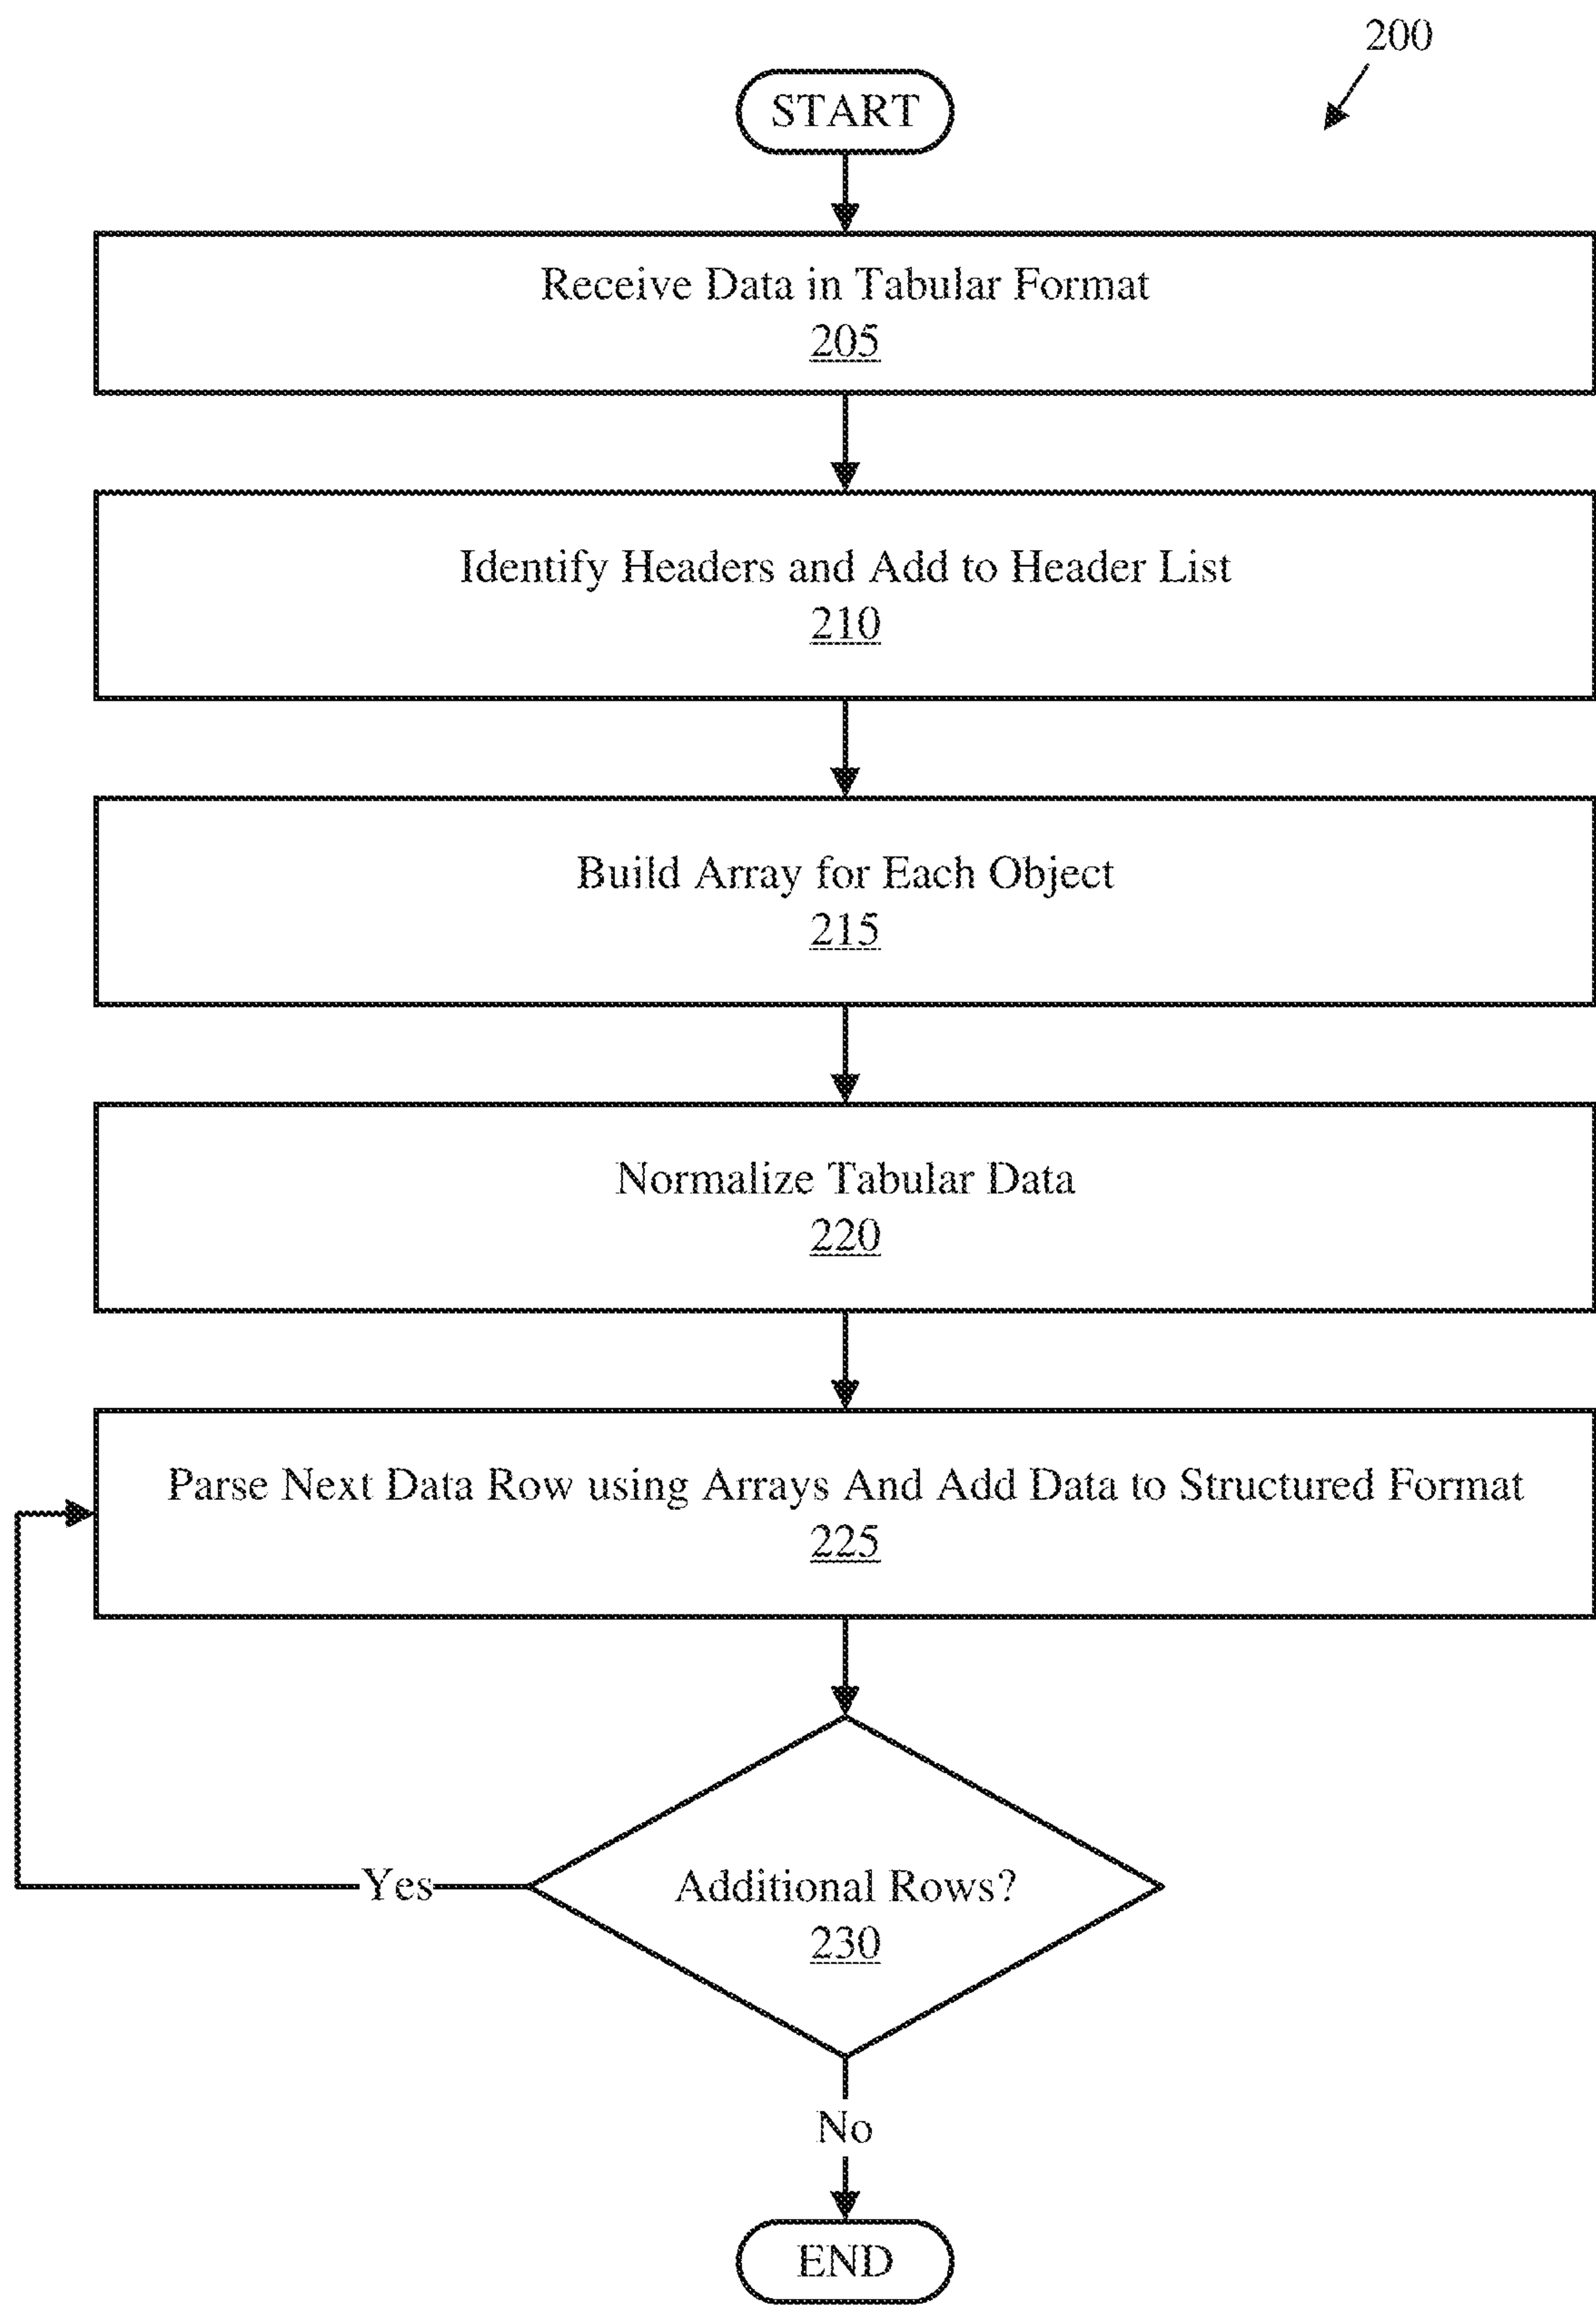 200
START
Receive Data in Tabular Format
205
Identify Headers and Add to Header List
210
Build Array for Each Object
215
Normalize Tabular Data
220
Parse Next Data Row using Arrays And Add Data to Structured Format
225
Additional Rows?
Yes
230
No
END